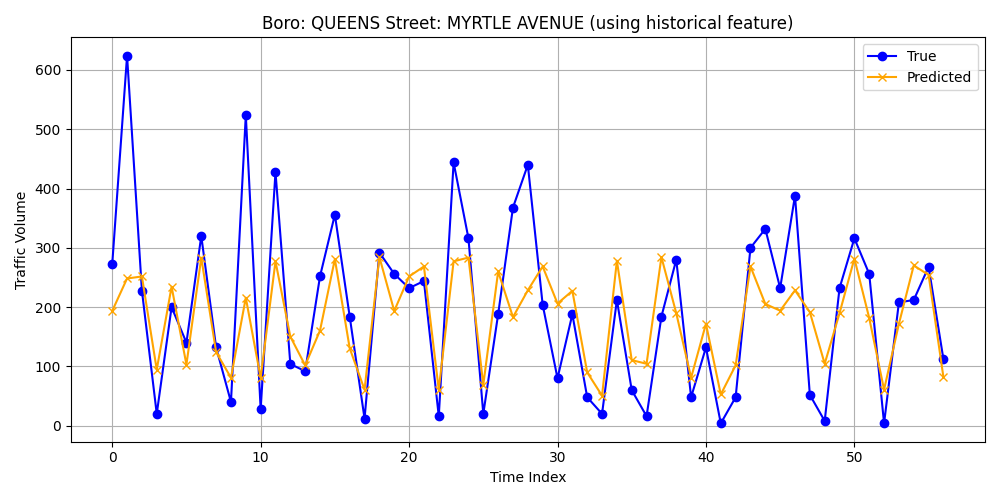 Boro: QUEENS Street: MYRTLE AVENUE (using historical feature)
True
Predicted
Traffic Volume
600
500
400
300
200
100
0
0 10 20 30 40 50
Time Index